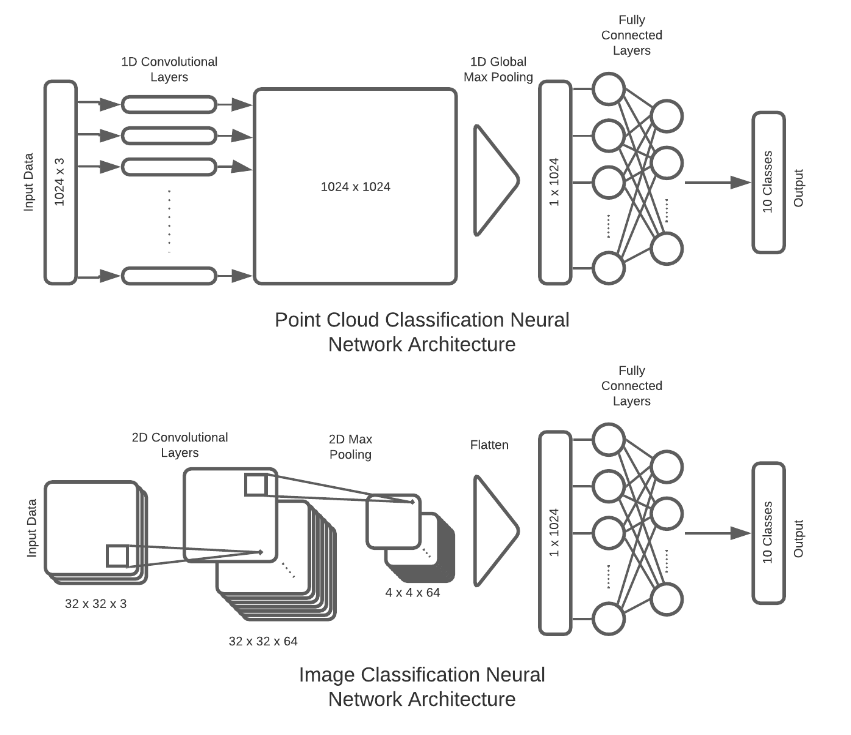 Fully
Connected
Layers
1D Convolutional
Layers
1D Global
Max Pooling
Input Data
1024 x 3
1024 x 1024
1 x 1024
10 Classes
Output
Point Cloud Classification Neural
Network Architecture
Fully
Connected
Layers
2D Convolutional
Layers
2D Max
Pooling
Flatten
Input Data
1 x 1024
10 Classes
Output
32 x 32 x 3
4 x 4 x 64
32 x 32 x 64
Image Classification Neural
Network Architecture